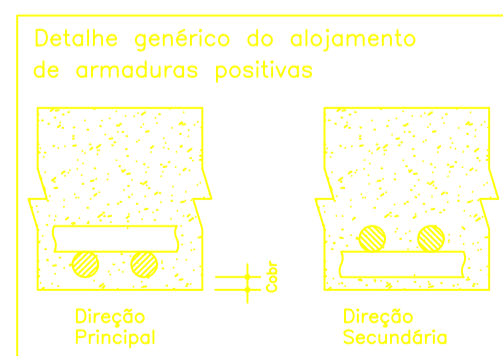 Detalhe genérico do alojamento
de armaduras positivas
Cobr
Direção
Principal
Direção
Secundária